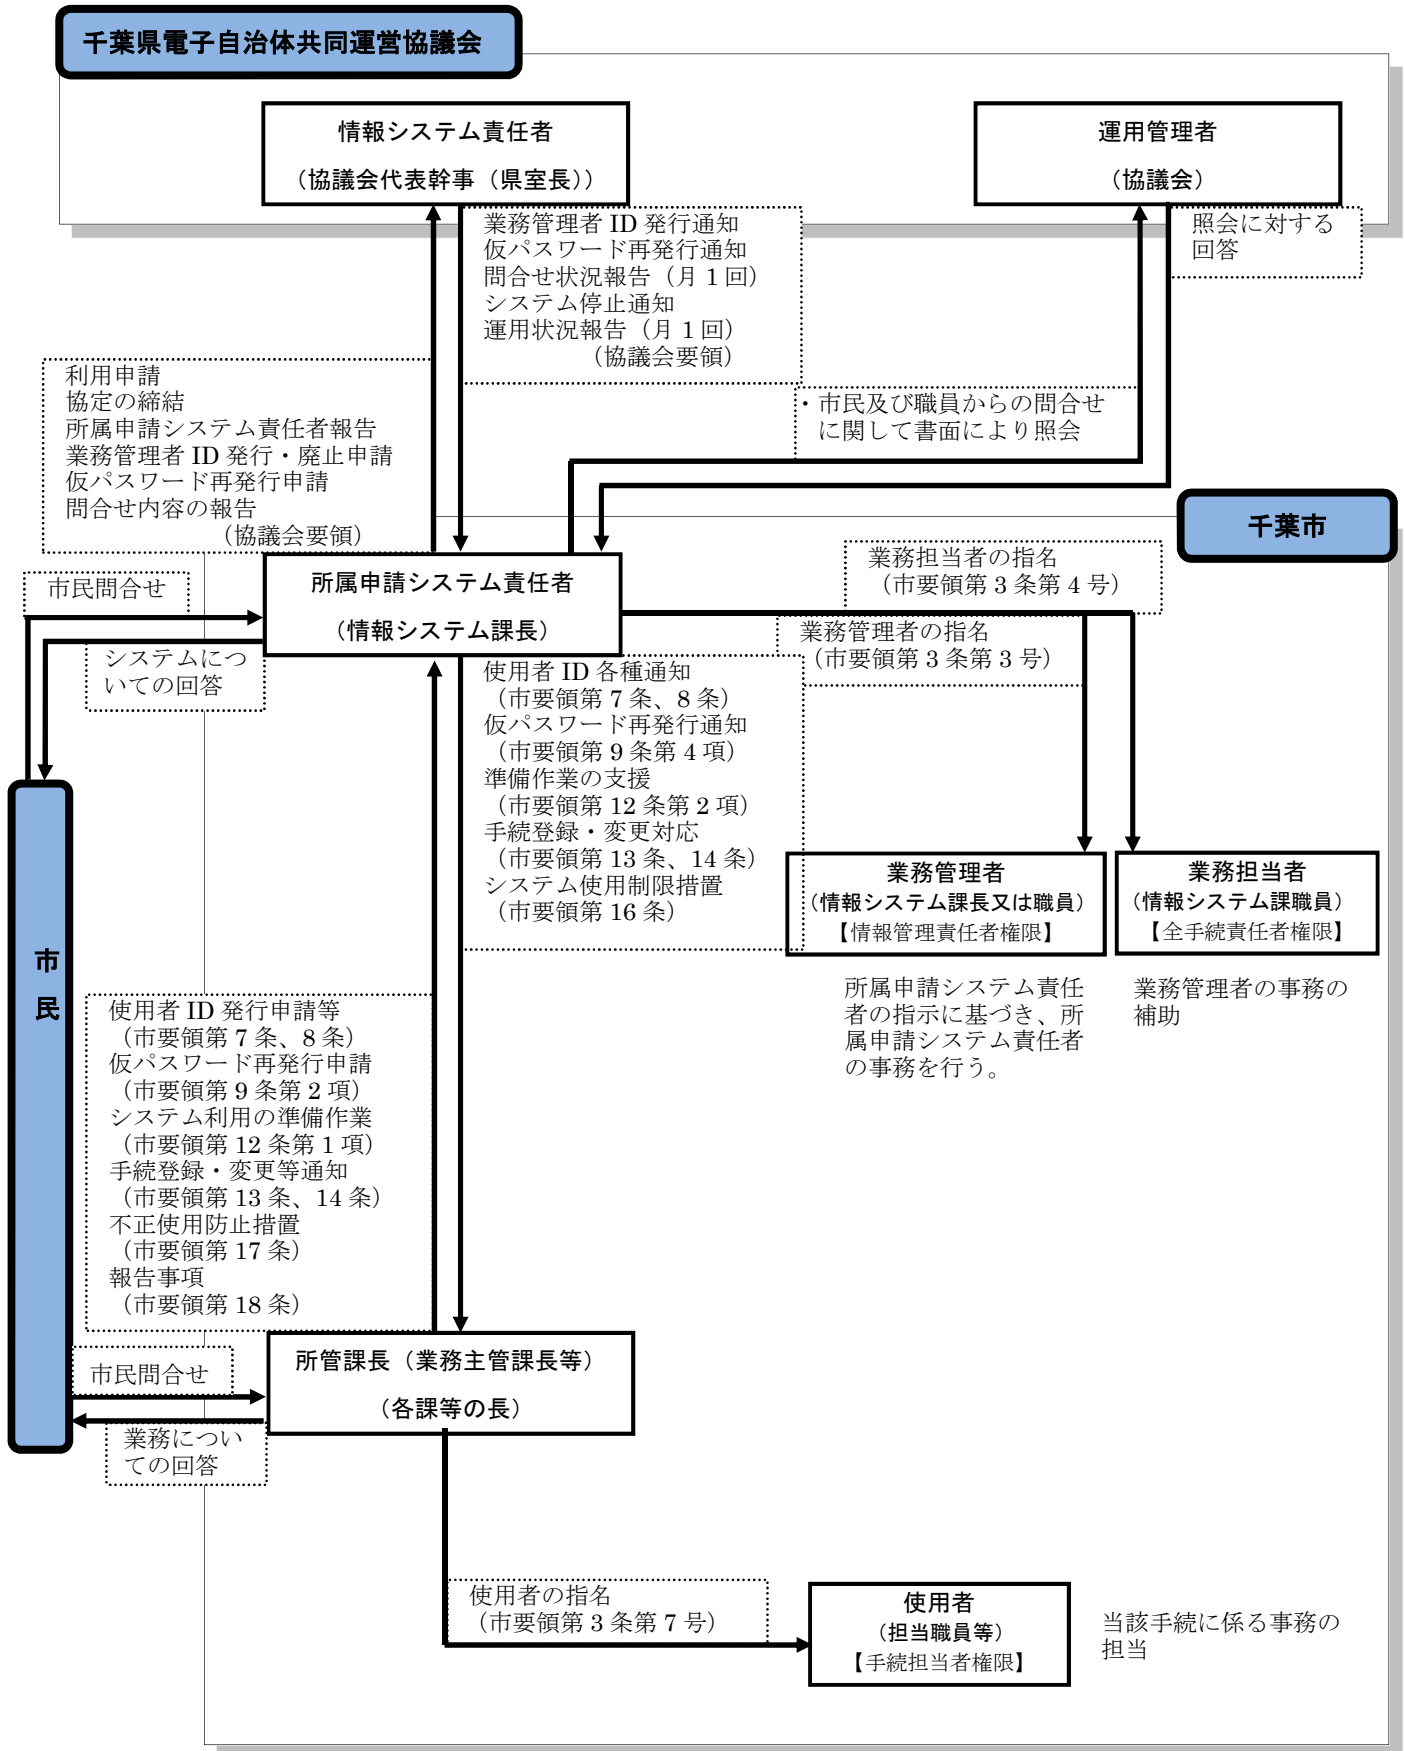 千葉県電子自治体共同運営協議会
情報システム責任者
（協議会代表幹事（県室長））
運用管理者
（協議会）
業務管理者 ID 発行通知
仮パスワード再発行通知
問合せ状況報告（月 1 回）
システム停止通知
運用状況報告（月 1 回）
（協議会要領）
照会に対する
回答
利用申請
協定の締結
所属申請システム責任者報告
業務管理者 ID 発行・廃止申請
仮パスワード再発行申請
問合せ内容の報告
（協議会要領）
・市民及び職員からの問合せ
に関して書面により照会
千葉市
所属申請システム責任者
（情報システム課長）
業務担当者の指名
（市要領第 3 条第 4 号）
業務管理者の指名
（市要領第 3 条第 3 号）
市民問合せ
システムにつ
いての回答
使用者 ID 各種通知
（市要領第 7 条、8 条）
仮パスワード再発行通知
（市要領第 9 条第 4 項）
準備作業の支援
（市要領第 12 条第 2 項）
手続登録・変更対応
（市要領第 13 条、14 条）
システム使用制限措置
（市要領第 16 条）
業務管理者
（情報システム課長又は職員）
【情報管理責任者権限】
業務担当者
（情報システム課職員）
【全手続責任者権限】
所属申請システム責任
者の指示に基づき、所
属申請システム責任者
の事務を行う。
業務管理者の事務の
補助
市
民
使用者 ID 発行申請等
（市要領第 7 条、8 条）
仮パスワード再発行申請
（市要領第 9 条第 2 項）
システム利用の準備作業
（市要領第 12 条第 1 項）
手続登録・変更等通知
（市要領第 13 条、14 条）
不正使用防止措置
（市要領第 17 条）
報告事項
（市要領第 18 条）
所管課長（業務主管課長等）
（各課等の長）
市民問合せ
業務につい
ての回答
使用者の指名
（市要領第 3 条第 7 号）
使用者
（担当職員等）
【手続担当者権限】
当該手続に係る事務の
担当